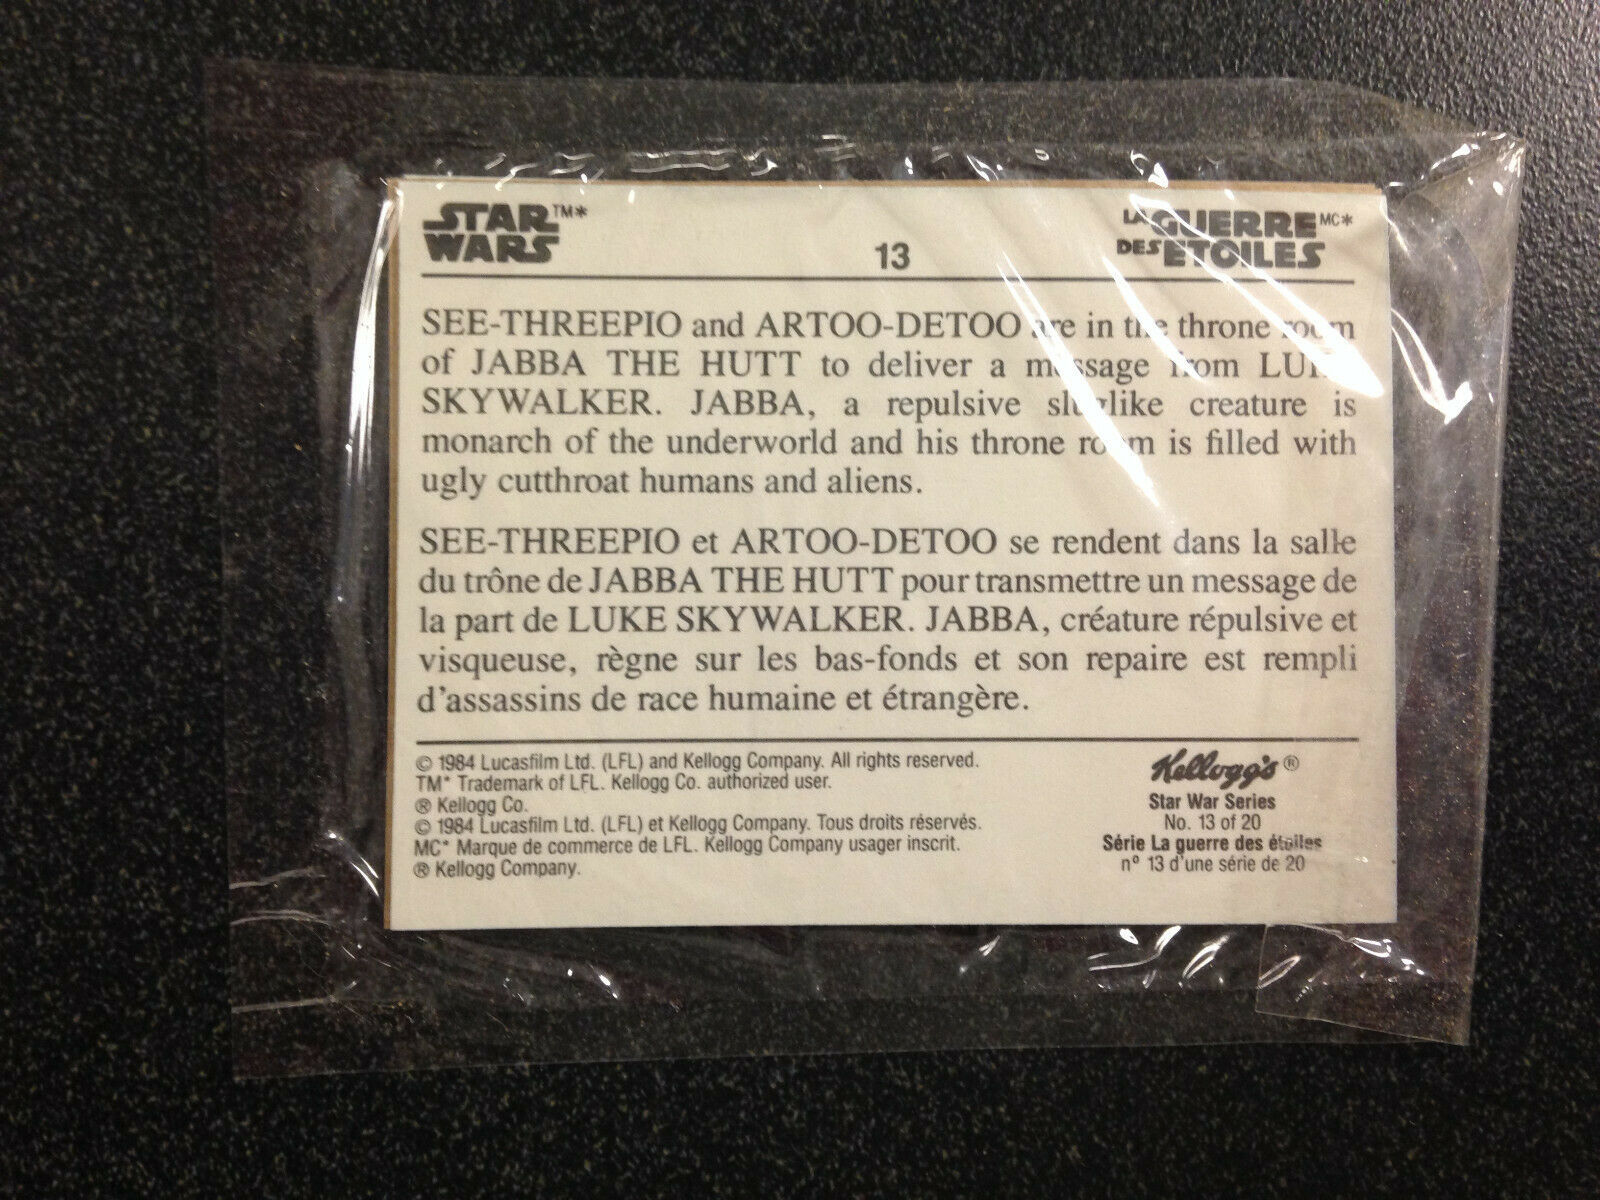 STAR TM*
WARS
13
LA GUERRE MC*
DES ETOILES
SEE-THREEPIO and ARTOO-DETOO are in the throne room
of JABBA THE HUTT to deliver a message from LUKE
SKYWALKER. JABBA, a repulsive sluglike creature is
monarch of the underworld and his throne room is filled with
ugly cutthroat humans and aliens.
SEE-THREEPIO et ARTOO-DETOO se rendent dans la salle
du trône de JABBA THE HUTT pour transmettre un message de
la part de LUKE SKYWALKER. JABBA, créature répulsive et
visqueuse, règne sur les bas-fonds et son repaire est rempli
d'assassins de race humaine et étrangère.
© 1984 Lucasfilm Ltd. (LFL) and Kellogg Company. All rights reserved.
TM* Trademark of LFL. Kellogg Co. authorized user.
® Kellogg Co.
© 1984 Lucasfilm Ltd. (LFL) et Kellogg Company. Tous droits réservés.
MC* Marque de commerce de LFL. Kellogg Company usager inscrit.
® Kellogg Company.
Kellogg's®
Star War Series
No. 13 of 20
Série La guerre des étoiles
nº 13 d'une série de 20